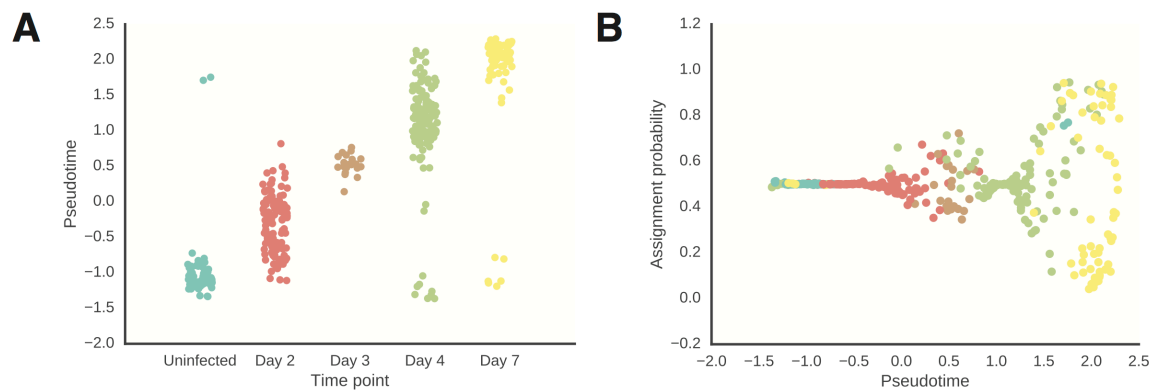 A
B
2.5
2.0
1.5
1.0
0.5
0.0
−0.5
−1.0
−1.5
−2.0
Pseudotime
Uninfected Day 2 Day 3 Day 4 Day 7
Time point
1.2
1.0
0.8
0.6
0.4
0.2
0.0
−0.2
Assignment probability
−2.0 −1.5 −1.0 −0.5 0.0 0.5 1.0 1.5 2.0 2.5
Pseudotime